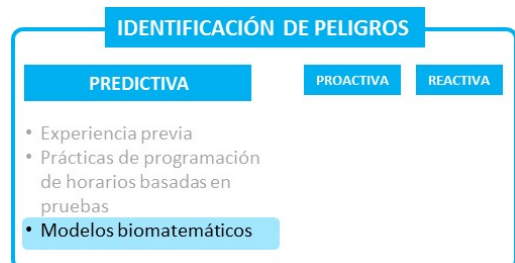 IDENTIFICACIÓN DE PELIGROS
PREDICTIVA
PROACTIVA
REACTIVA
• Experiencia previa
• Prácticas de programación
de horarios basadas en
pruebas
• Modelos biomatemáticos